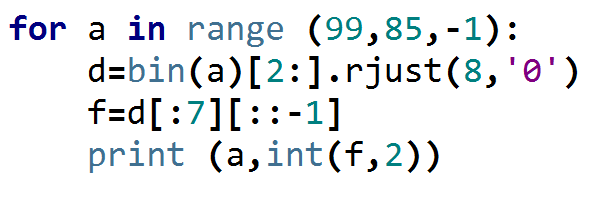 for a in range (99,85,-1):
    d=bin(a)[2:].rjust(8,'0')
    f=d[:7][::-1]
    print (a,int(f,2))